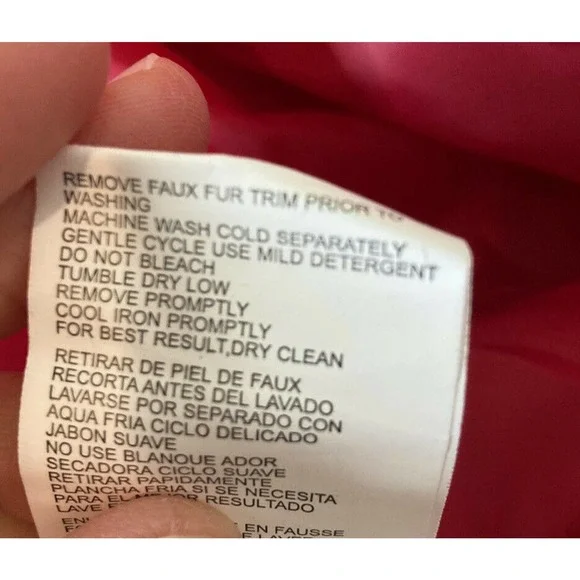 REMOVE FAUX FUR TRIM PRIOR TO
WASHING
MACHINE WASH COLD SEPARATELY
GENTLE CYCLE USE MILD DETERGENT
DO NOT BLEACH
TUMBLE DRY LOW
REMOVE PROMPTLY
COOL IRON PROMPTLY
FOR BEST RESULT,DRY CLEAN
RETIRAR DE PIEL DE FAUX
RECORTA ANTES DEL LAVADO
LAVARSE POR SEPARADO CON
AQUA FRIA CICLO DELICADO
JABON SUAVE
NO USE BLANQUE ADOR
SECADORA CICLO SUAVE
RETIRAR PAPIDAMENTE
PLANCHA FRIA SI SE NECESITA
PARA EL RESULTADO
LAVE
EN FAUSSE